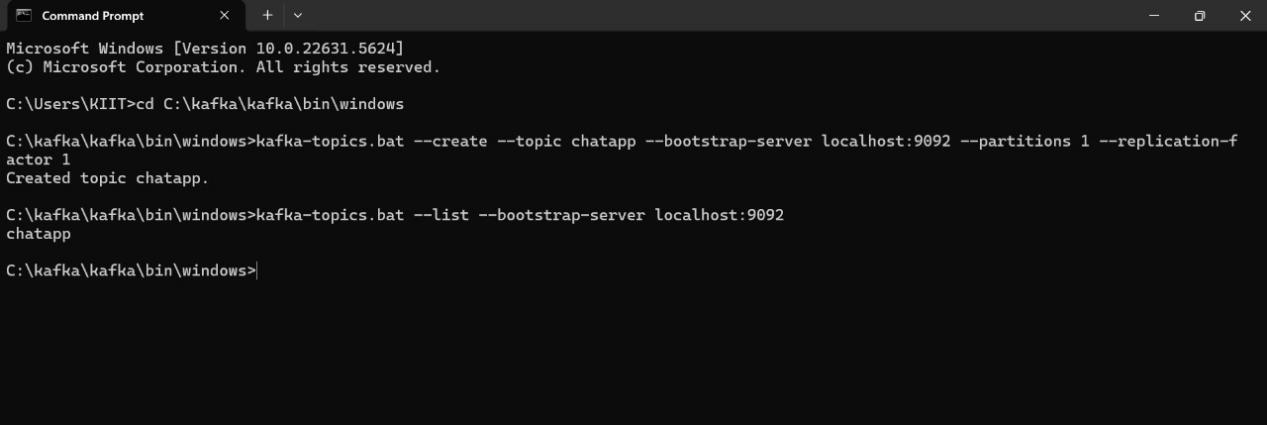 Command Prompt
Microsoft Windows [Version 10.0.22631.5624]
(c) Microsoft Corporation. All rights reserved.
C:\Users\KIIT>cd C:\kafka\kafka\bin\windows
C:\kafka\kafka\bin\windows>kafka-topics.bat --create --topic chatapp --bootstrap-server localhost:9092 --partitions 1 --replication-f
actor 1
Created topic chatapp.
C:\kafka\kafka\bin\windows>kafka-topics.bat --list --bootstrap-server localhost:9092
chatapp
C:\kafka\kafka\bin\windows>